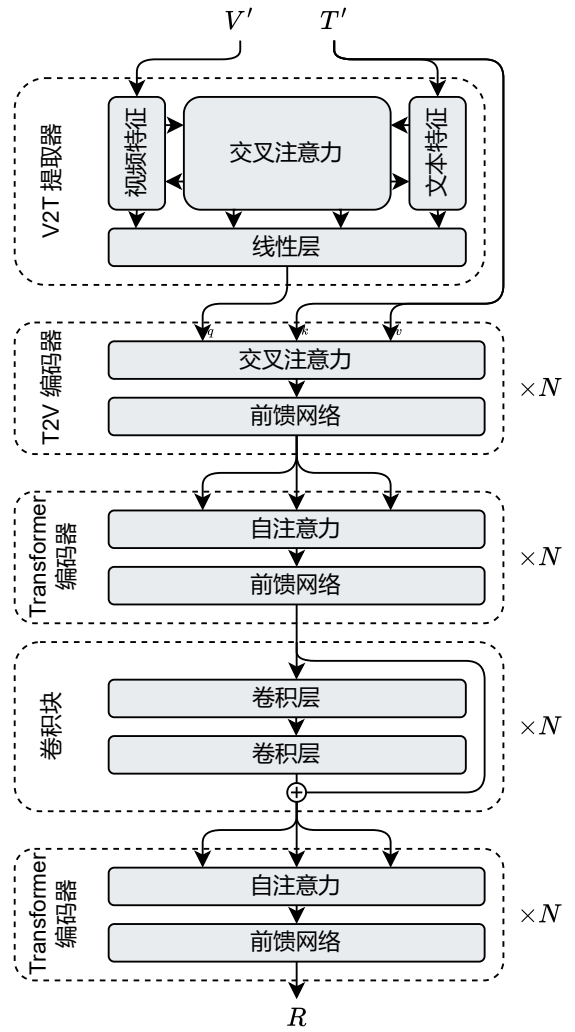 V′ T′
V2T 提取器
视频特征
交叉注意力
文本特征
线性层
q k v
T2V 编码器
交叉注意力
前馈网络
×N
Transformer
编码器
自注意力
前馈网络
×N
卷积块
卷积层
卷积层
×N
Transformer
编码器
自注意力
前馈网络
×N
R